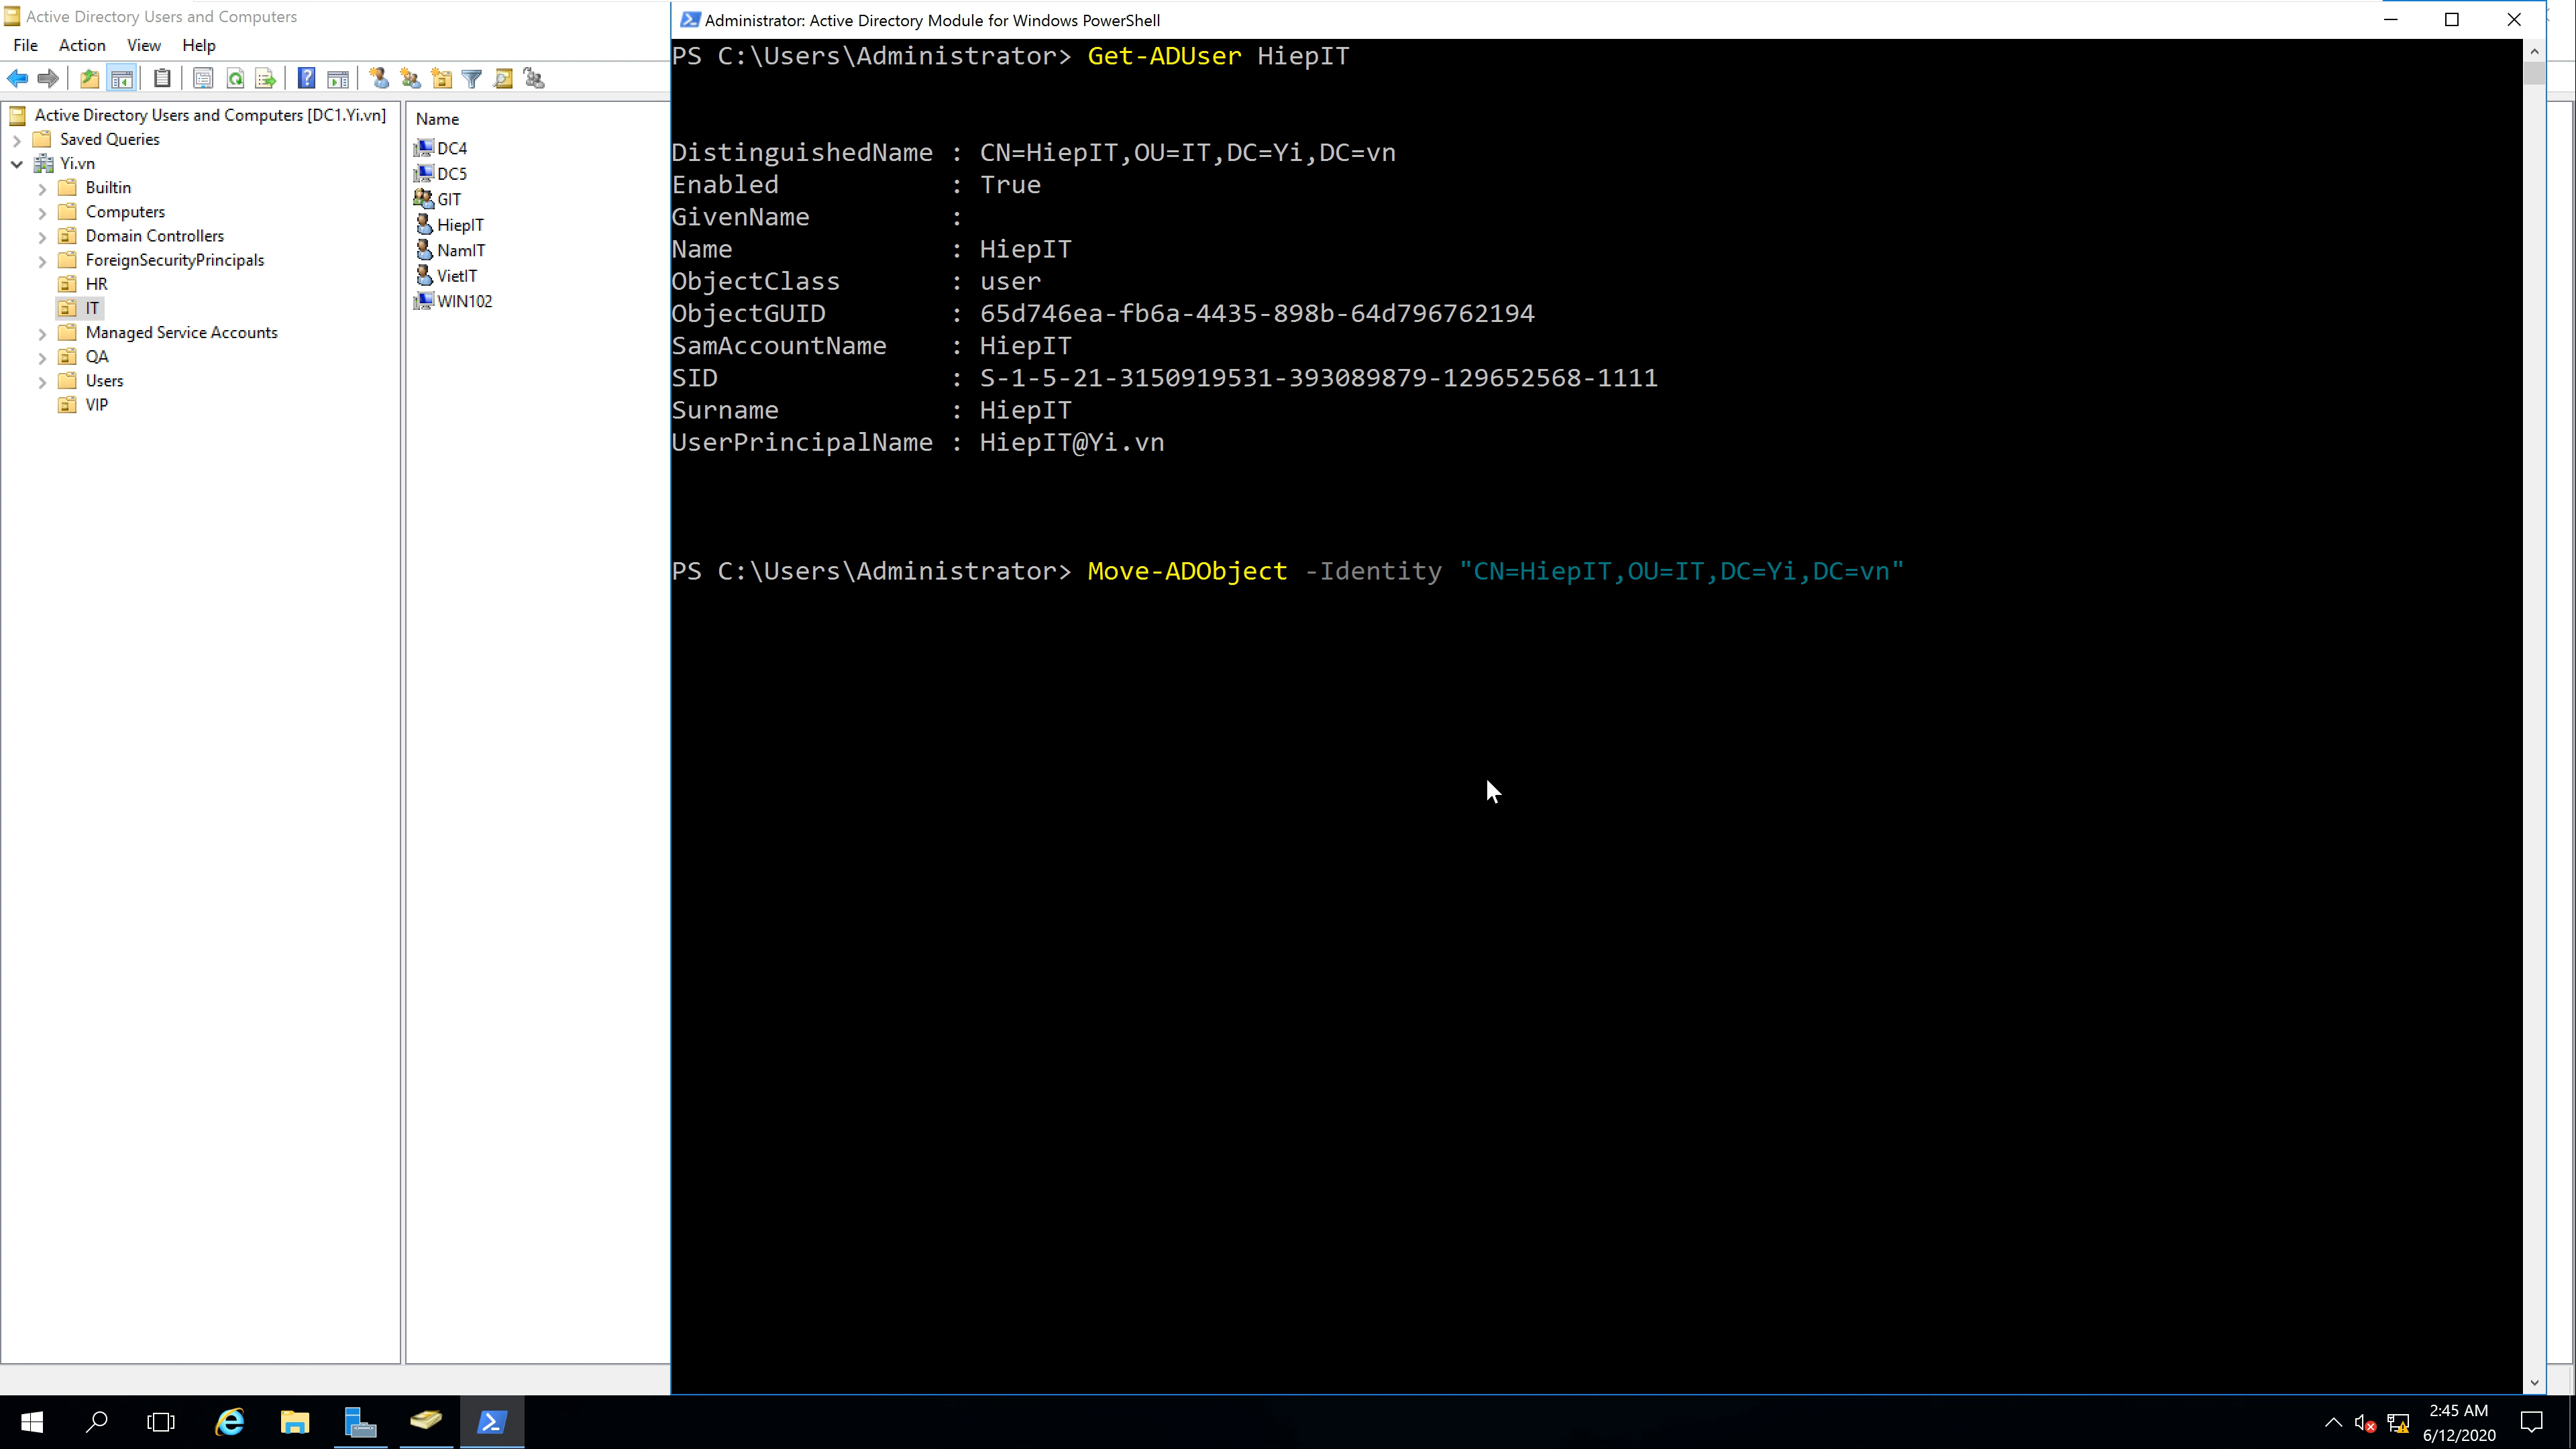 Active Directory Users and Computers
File Action View Help
Active Directory Users and Computers [DC1.Yi.vn]
Saved Queries
Yi.vn
Builtin
Computers
Domain Controllers
ForeignSecurityPrincipals
HR
IT
Managed Service Accounts
QA
Users
VIP
Name
DC4
DC5
GIT
HiepIT
NamIT
VietIT
WIN102
Administrator: Active Directory Module for Windows PowerShell
PS C:\Users\Administrator> Get-ADUser HiepIT
DistinguishedName : CN=HiepIT,OU=IT,DC=Yi,DC=vn
Enabled : True
GivenName :
Name : HiepIT
ObjectClass : user
ObjectGUID : 65d746ea-fb6a-4435-898b-64d796762194
SamAccountName : HiepIT
SID : S-1-5-21-3150919531-393089879-129652568-1111
Surname : HiepIT
UserPrincipalName : HiepIT@Yi.vn
PS C:\Users\Administrator> Move-ADObject -Identity "CN=HiepIT,OU=IT,DC=Yi,DC=vn"
2:45 AM
6/12/2020